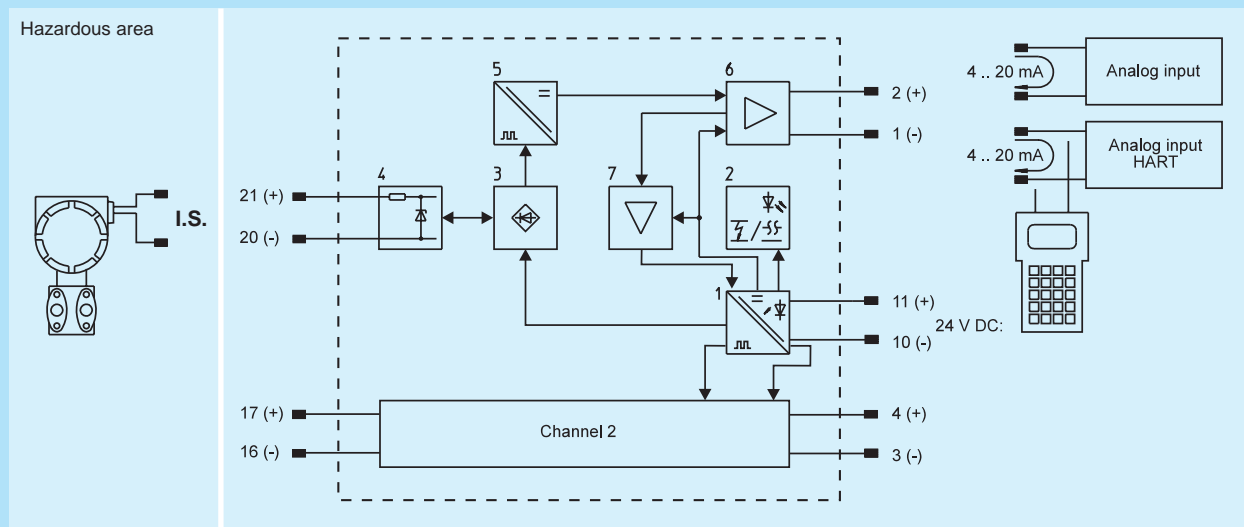 Hazardous area
I.S.
21 (+)
20 (-)
17 (+)
16 (-)
5
6
4
3
7
2
1
Channel 2
2 (+)
1 (-)
11 (+)
24 V DC:
10 (-)
4 (+)
3 (-)
4 .. 20 mA
Analog input
4 .. 20 mA
Analog input
HART